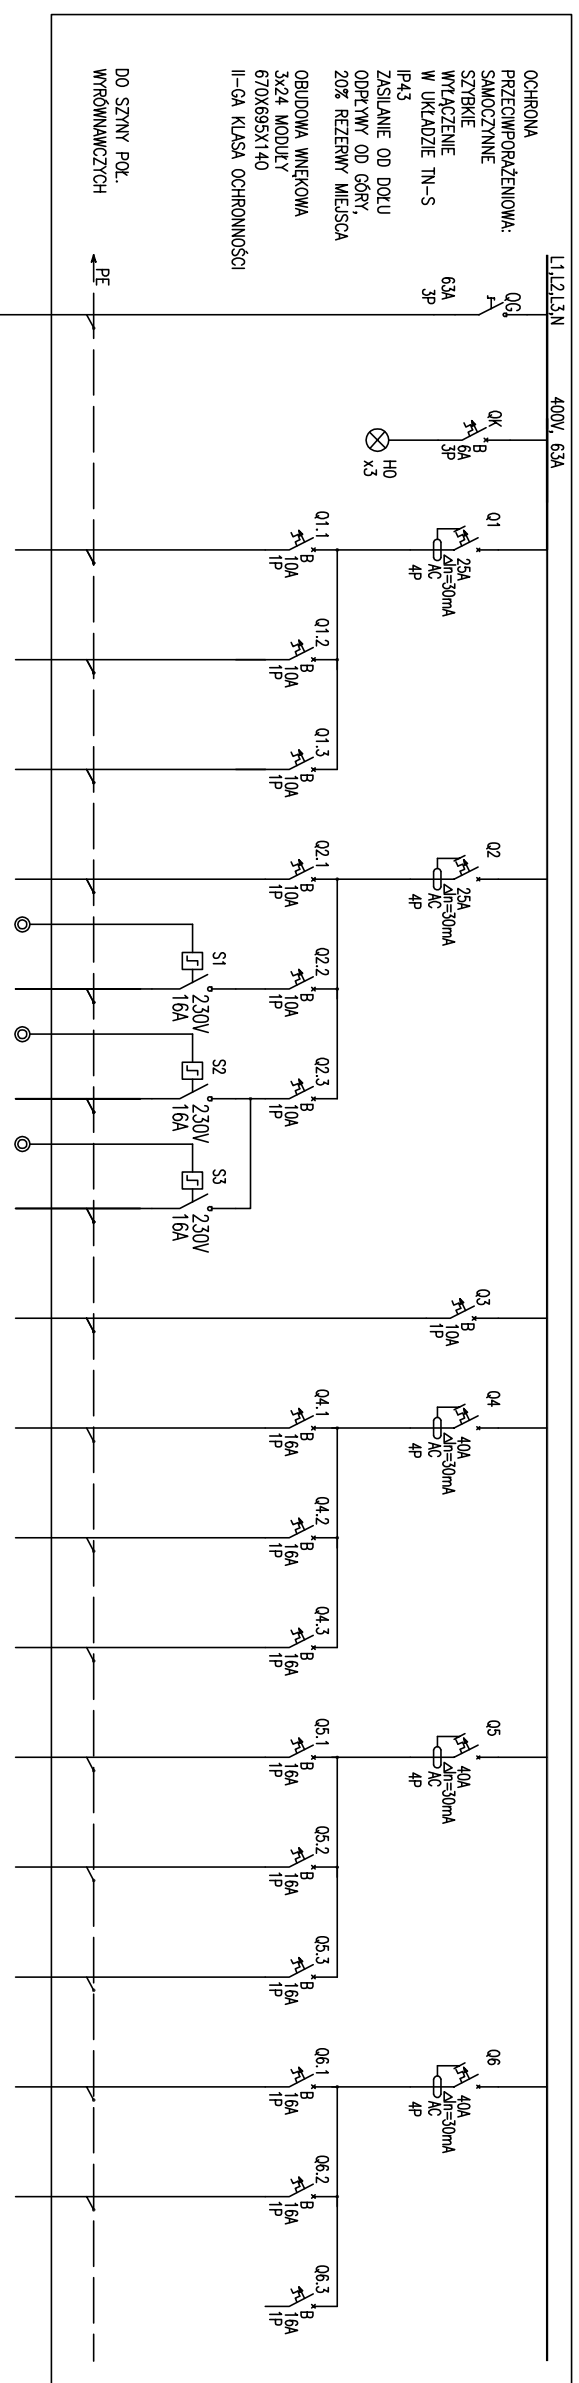 OCHRONA
PRZECIWPORAŻENIOWA:
SAMOCZYNNE
SZYBKIE
WYŁĄCZENIE
W UKŁADZIE TN-S
IP43
ZASILANIE OD DOŁU
ODPŁYWY OD GÓRY,
20% REZERWY MIEJSCA
OBUDOWA WNĘKOWA
3x24 MODUŁY
670X695X140
II-GA KLASA OCHRONNOŚCI
DO SZYNY POŁ.
WYRÓWNAWCZYCH
PE
L1,L2,L3,N
400V, 63A
QG
63A
3P
QK
B
6A
3P
H0
x3
Q1
25A
ΔIn=30mA
AC
4P
Q1.1
B
10A
1P
Q1.2
B
10A
1P
Q1.3
B
10A
1P
Q2
25A
ΔIn=30mA
AC
4P
Q2.1
B
10A
1P
Q2.2
B
10A
1P
S1
230V
16A
Q2.3
B
10A
1P
S2
230V
16A
S3
230V
16A
Q3
B
10A
1P
Q4
40A
ΔIn=30mA
AC
4P
Q4.1
B
16A
1P
Q4.2
B
16A
1P
Q4.3
B
16A
1P
Q5
40A
ΔIn=30mA
AC
4P
Q5.1
B
16A
1P
Q5.2
B
16A
1P
Q5.3
B
16A
1P
Q6
40A
ΔIn=30mA
AC
4P
Q6.1
B
16A
1P
Q6.2
B
16A
1P
Q6.3
B
16A
1P